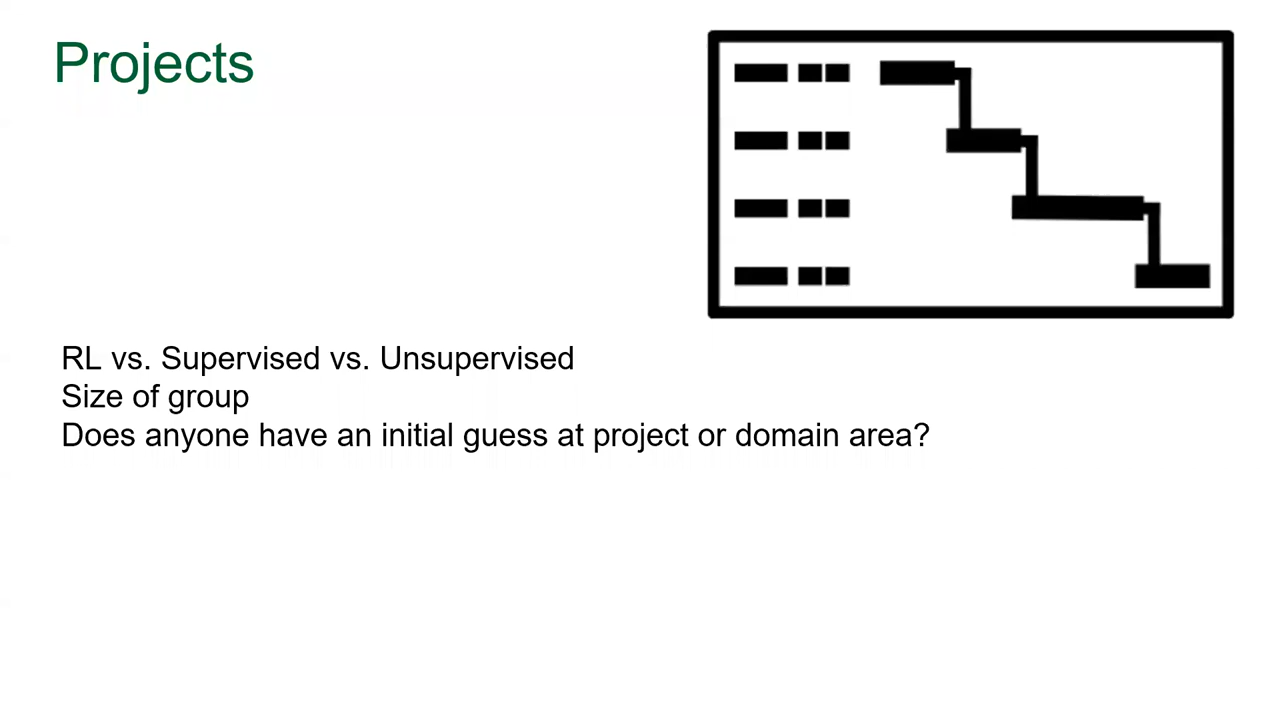 Projects
RL vs. Supervised vs. Unsupervised
Size of group
Does anyone have an initial guess at project or domain area?